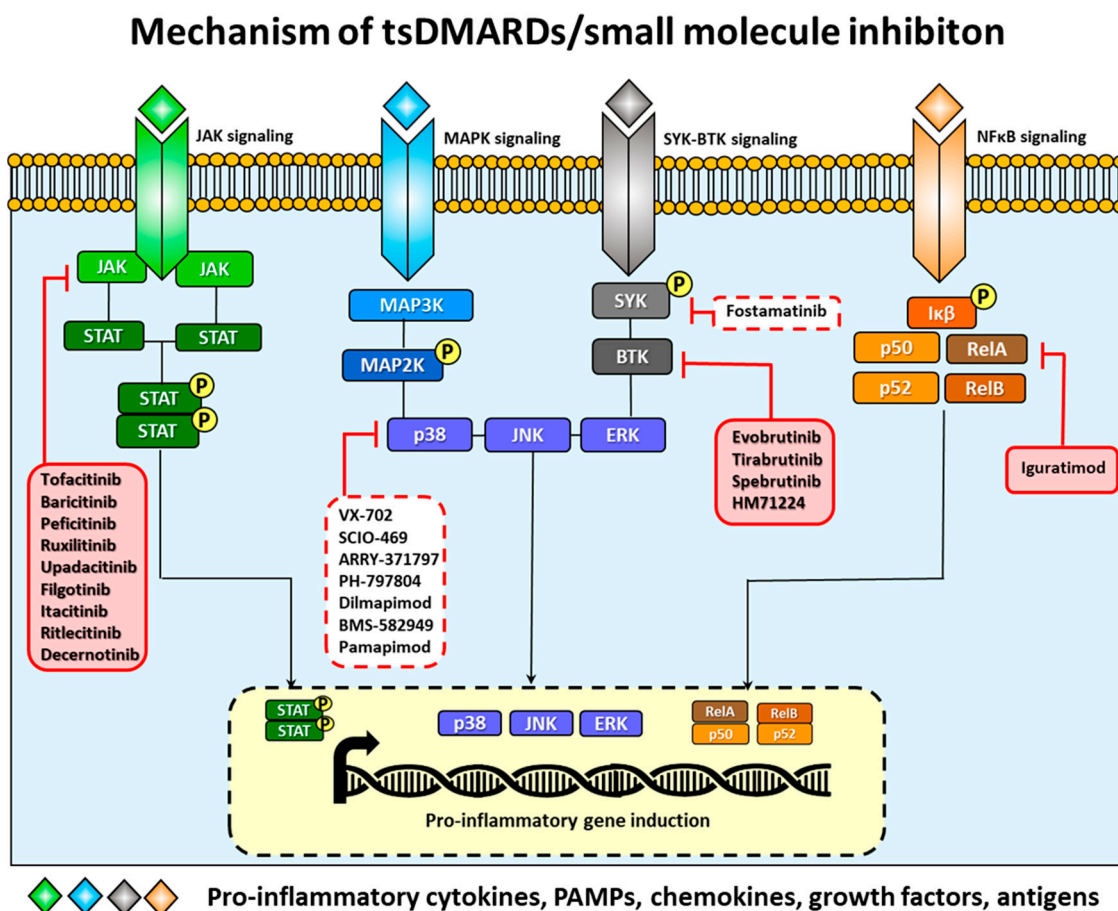 Mechanism of tsDMARDs/small molecule inhibiton
JAK signaling
MAPK signaling
SYK-BTK signaling
NFκB signaling
JAK
JAK
STAT
STAT
STAT
P
STAT
P
Tofacitinib
Baricitinib
Peficitinib
Ruxilitinib
Upadacitinib
Filgotinib
Itacitinib
Ritlecitinib
Decernotinib
MAP3K
MAP2K
P
p38
JNK
ERK
VX-702
SCIO-469
ARRY-371797
PH-797804
Dilmapimod
BMS-582949
Pamapimod
SYK
P
Fostamatinib
BTK
Evobrutinib
Tirabrutinib
Spebrutinib
HM71224
Iκβ
P
p50
RelA
p52
RelB
Iguratimod
STAT
P
STAT
P
p38
JNK
ERK
RelA
RelB
p50
p52
Pro-inflammatory gene induction
Pro-inflammatory cytokines, PAMPs, chemokines, growth factors, antigens